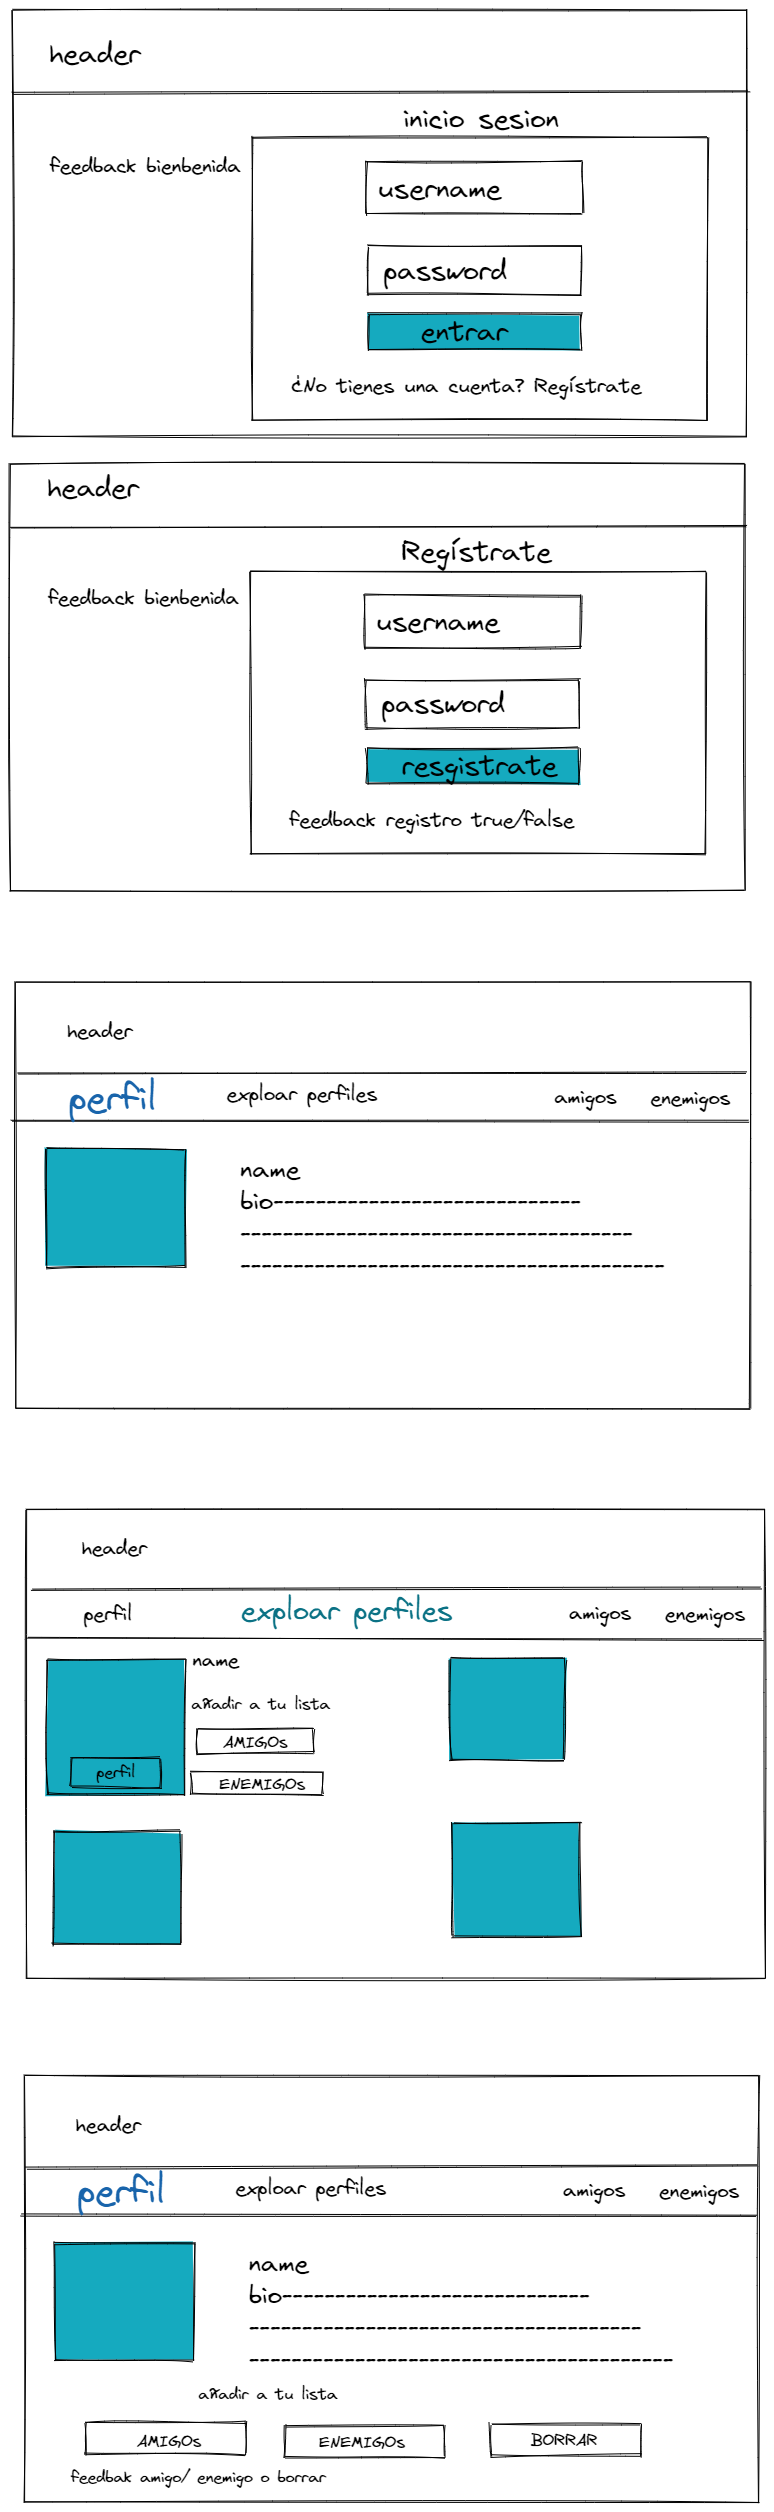 header
inicio sesion
feedback bienbenida
username
password
entrar
¿No tienes una cuenta? Regístrate
header
Regístrate
feedback bienbenida
username
password
resgistrate
feedback registro true/false
header
perfil exploar perfiles amigos enemigos
name
bio-----------------------------
-------------------------------------
----------------------------------------
header
perfil exploar perfiles amigos enemigos
name
añadir a tu lista
AMIGOs
perfil
ENEMIGOs
header
perfil exploar perfiles amigos enemigos
name
bio-----------------------------
-------------------------------------
----------------------------------------
añadir a tu lista
AMIGOs ENEMIGOs BORRAR
feedbak amigo/ enemigo o borrar